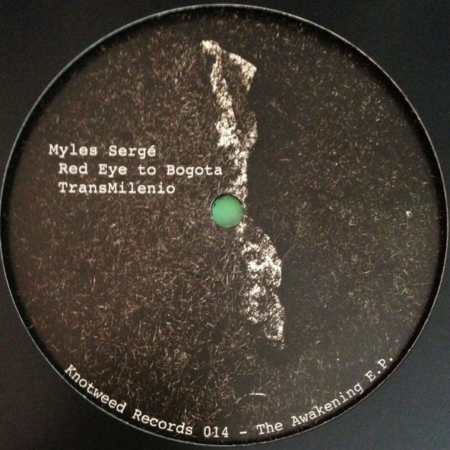 Myles Sergé
Red Eye to Bogota
TransMilenio
Knotweed Records 014 - The Awakening E.P.